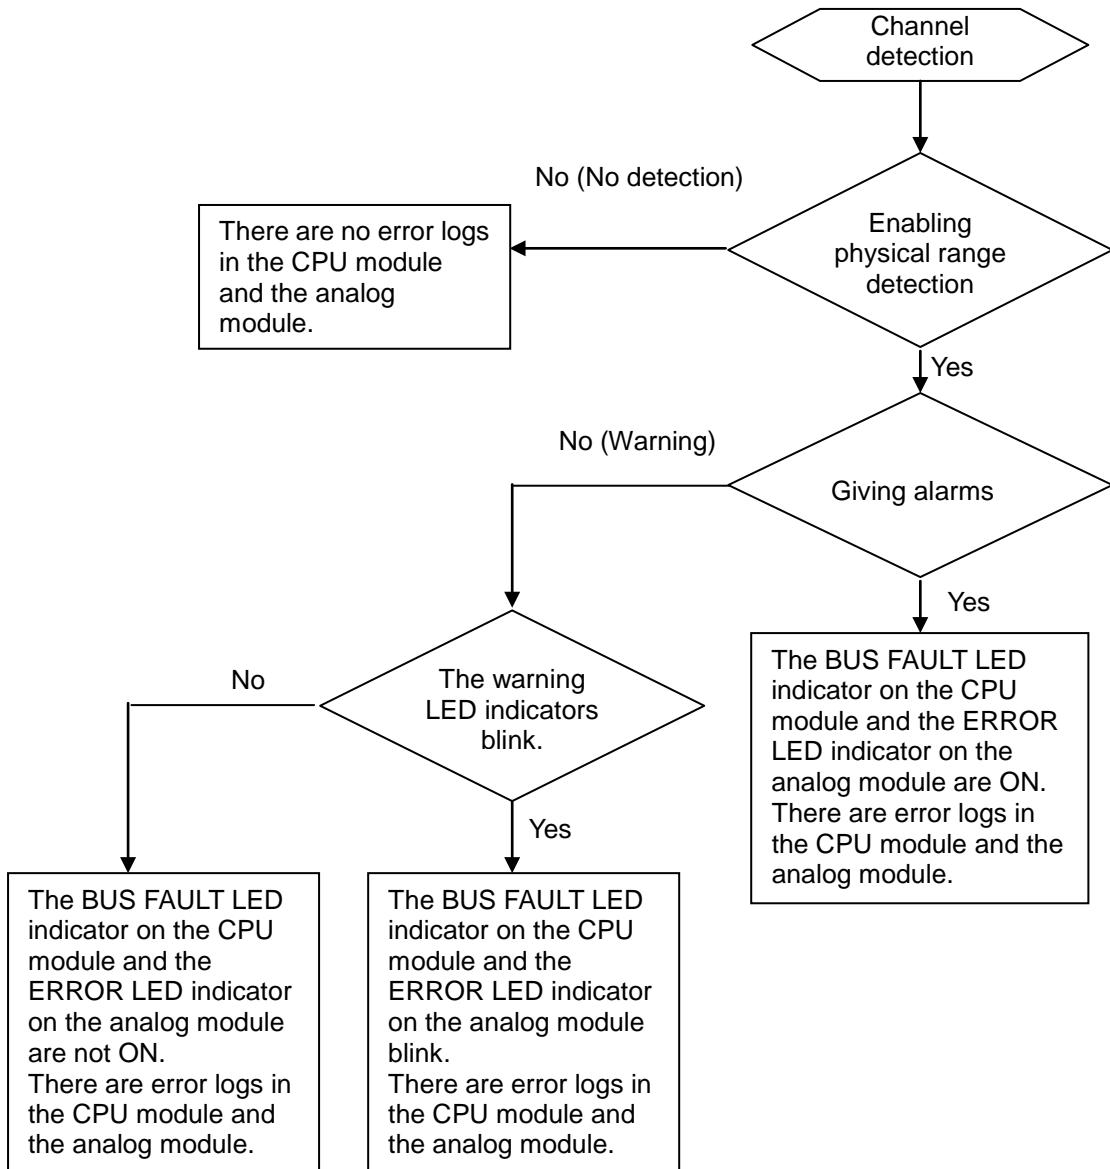 Channel
detection
No (No detection)
Enabling
physical range
detection
There are no error logs
in the CPU module
and the analog
module.
Yes
No (Warning)
Giving alarms
Yes
The BUS FAULT LED
indicator on the CPU
module and the ERROR
LED indicator on the
analog module are ON.
There are error logs in
the CPU module and the
analog module.
No
The warning
LED indicators
blink.
Yes
The BUS FAULT LED
indicator on the CPU
module and the
ERROR LED indicator
on the analog module
are not ON.
There are error logs in
the CPU module and
the analog module.
The BUS FAULT LED
indicator on the CPU
module and the
ERROR LED indicator
on the analog module
blink.
There are error logs in
the CPU module and
the analog module.